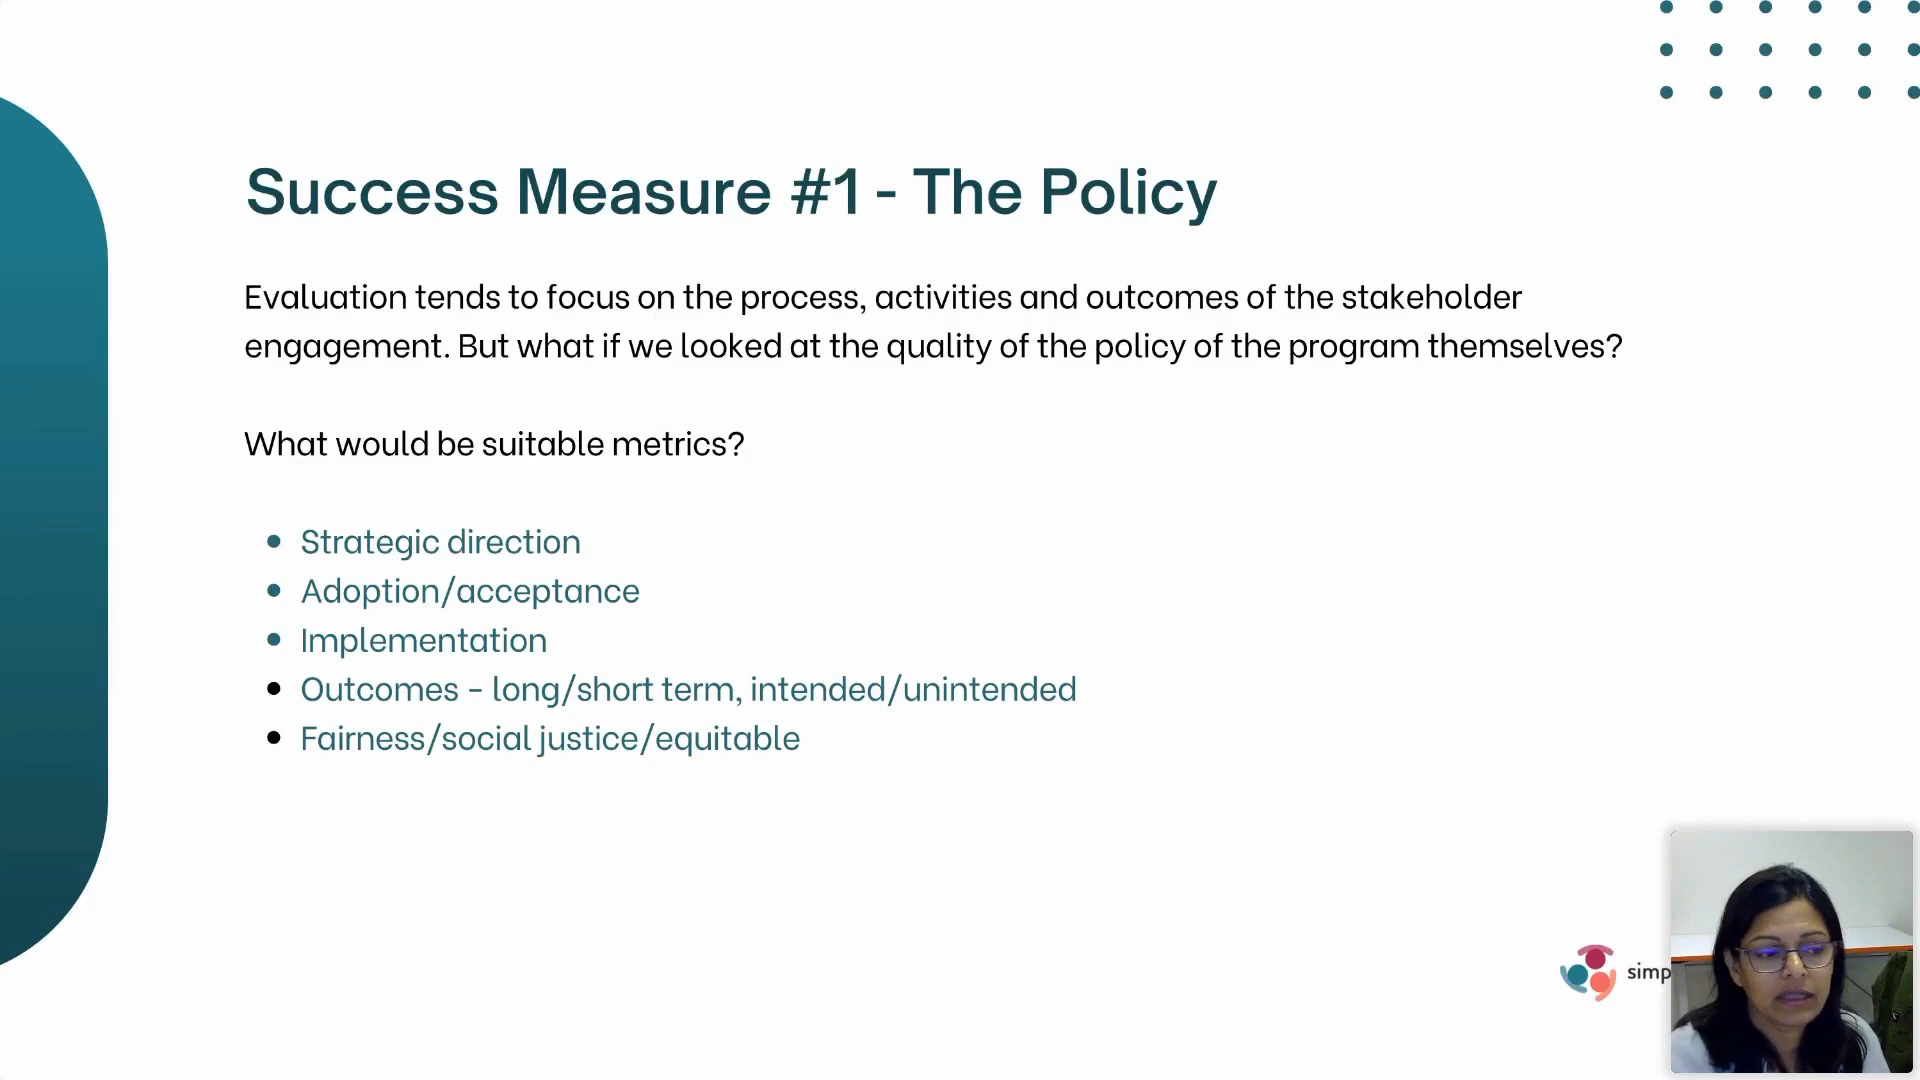 Success Measure #1 - The Policy
Evaluation tends to focus on the process, activities and outcomes of the stakeholder
engagement. But what if we looked at the quality of the policy of the program themselves?
What would be suitable metrics?
• Strategic direction
• Adoption/acceptance
• Implementation
• Outcomes - long/short term, intended/unintended
• Fairness/social justice/equitable
simp